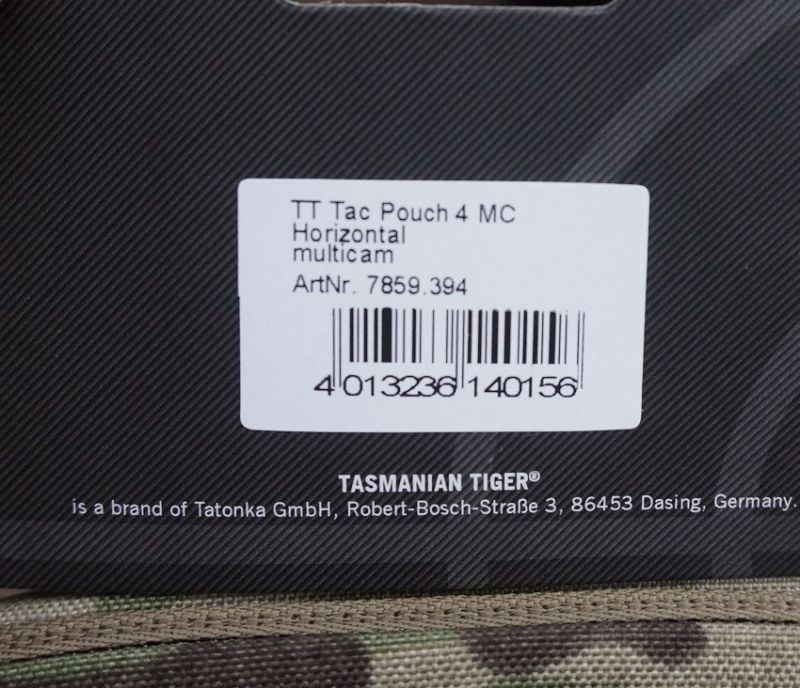 TT Tac Pouch 4 MC
Horizontal
multicam
ArtNr. 7859.394
4 013236 140156
TASMANIAN TIGER®
is a brand of Tatonka GmbH, Robert-Bosch-Straße 3, 86453 Dasing, Germany.